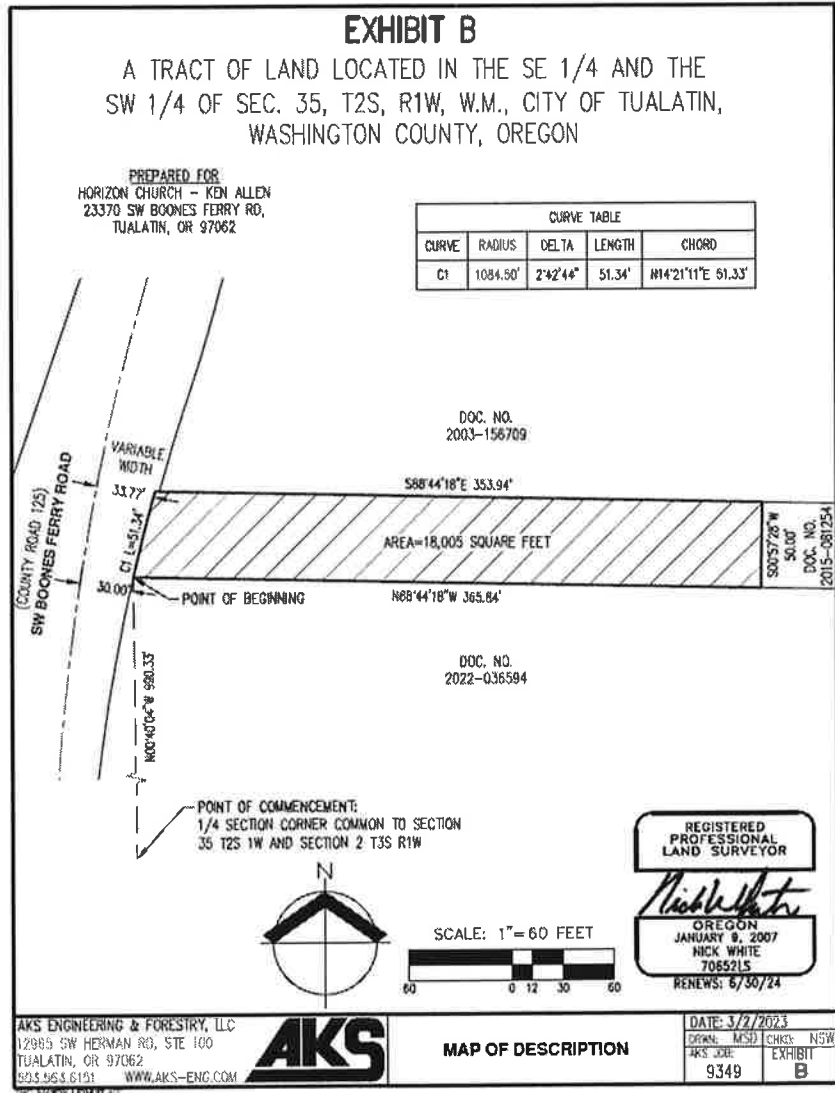 EXHIBIT B
A TRACT OF LAND LOCATED IN THE SE 1/4 AND THE
SW 1/4 OF SEC. 35, T2S, R1W, W.M., CITY OF TUALATIN,
WASHINGTON COUNTY, OREGON
PREPARED FOR
HORIZON CHURCH - KEN ALLEN
23370 SW BOONES FERRY RD,
TUALATIN, OR 97062
CURVE TABLE
CURVE RADIUS DELTA LENGTH CHORD
C1 1084.50' 2°42'44" 51.34' N14°21'11"E 51.33'
DOC. NO.
2003-156709
VARIABLE
WIDTH
33.77'
S88°44'18"E 353.94'
(COUNTY ROAD 125)
SW BOONES FERRY ROAD
C1 L=51.34'
AREA=18,005 SQUARE FEET
S00°57'28"W
50.00'
DOC. NO.
2015-081254
30.00'
POINT OF BEGINNING
N88°44'18"W 365.64'
DOC. NO.
2022-036594
N00°40'04"W 990.33'
POINT OF COMMENCEMENT:
1/4 SECTION CORNER COMMON TO SECTION
35 T2S 1W AND SECTION 2 T3S R1W
N
SCALE: 1"= 60 FEET
60 0 12 30 60
REGISTERED
PROFESSIONAL
LAND SURVEYOR
Nick White
OREGON
JANUARY 9, 2007
NICK WHITE
70652LS
RENEWS: 6/30/24
AKS ENGINEERING & FORESTRY, LLC
12965 SW HERMAN RD, STE 100
TUALATIN, OR 97062
503.563.6151 WWW.AKS-ENG.COM
AKS
MAP OF DESCRIPTION
DATE: 3/2/2023
DRWN: MSD CHKD: NSW
AKS JOB:
9349
EXHIBIT
B